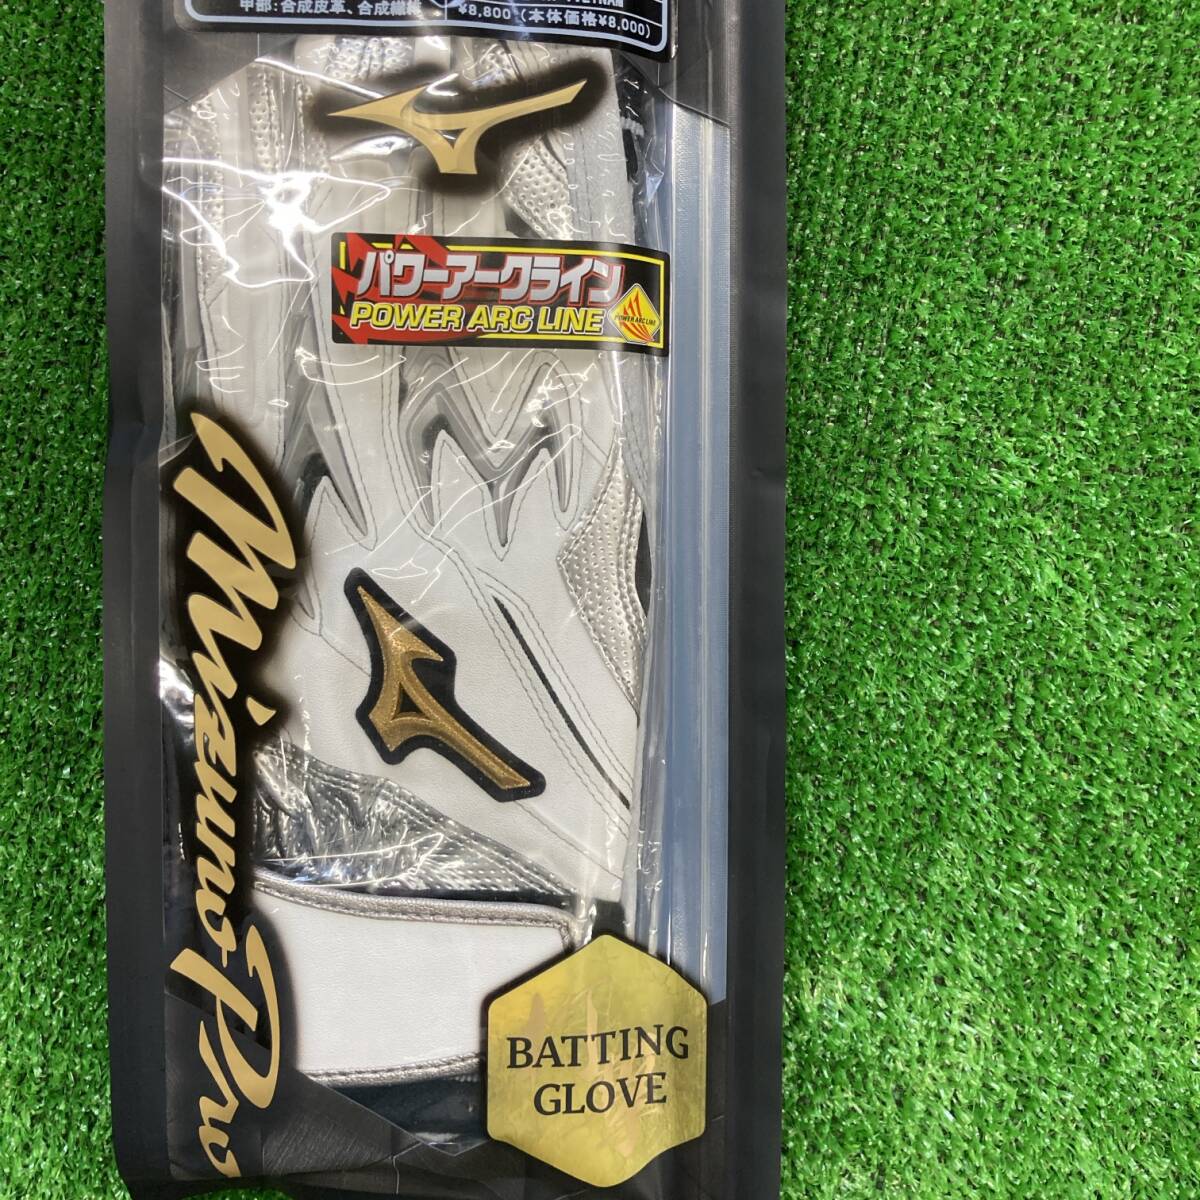 甲部:合成皮革、合成繊維
¥8,800(本体価格¥8,000)
パワーアークライン
POWER ARC LINE
POWER ARC LINE
Mizuno Pro
BATTING
GLOVE